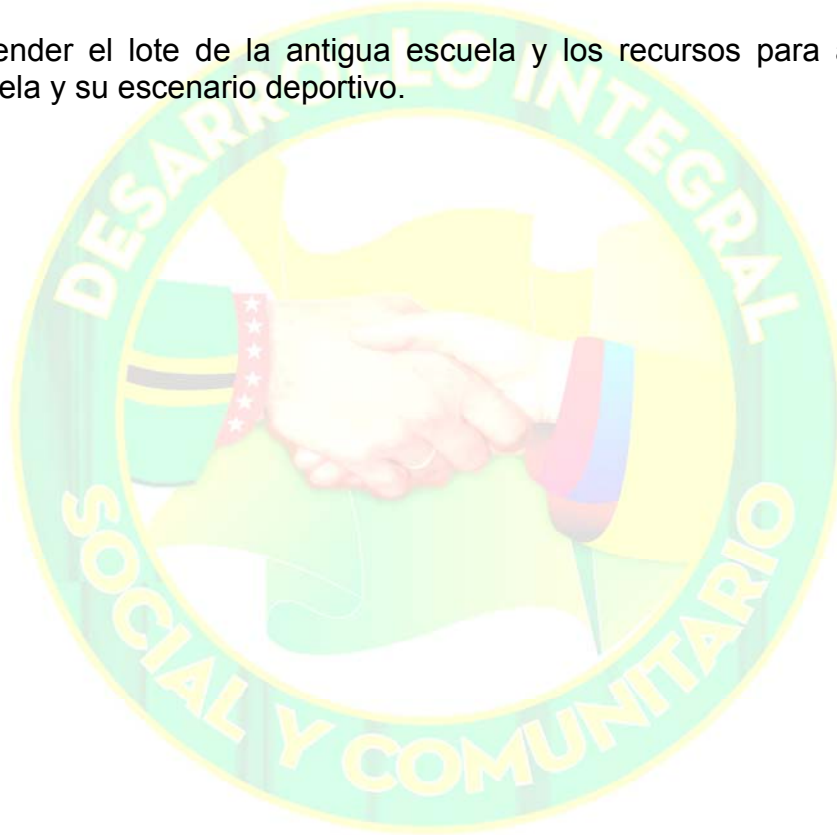 ender el lote de la antigua escuela y los recursos para
ela y su escenario deportivo.
DESARROLLO INTEGRAL
SOCIAL Y COMUNITARIO